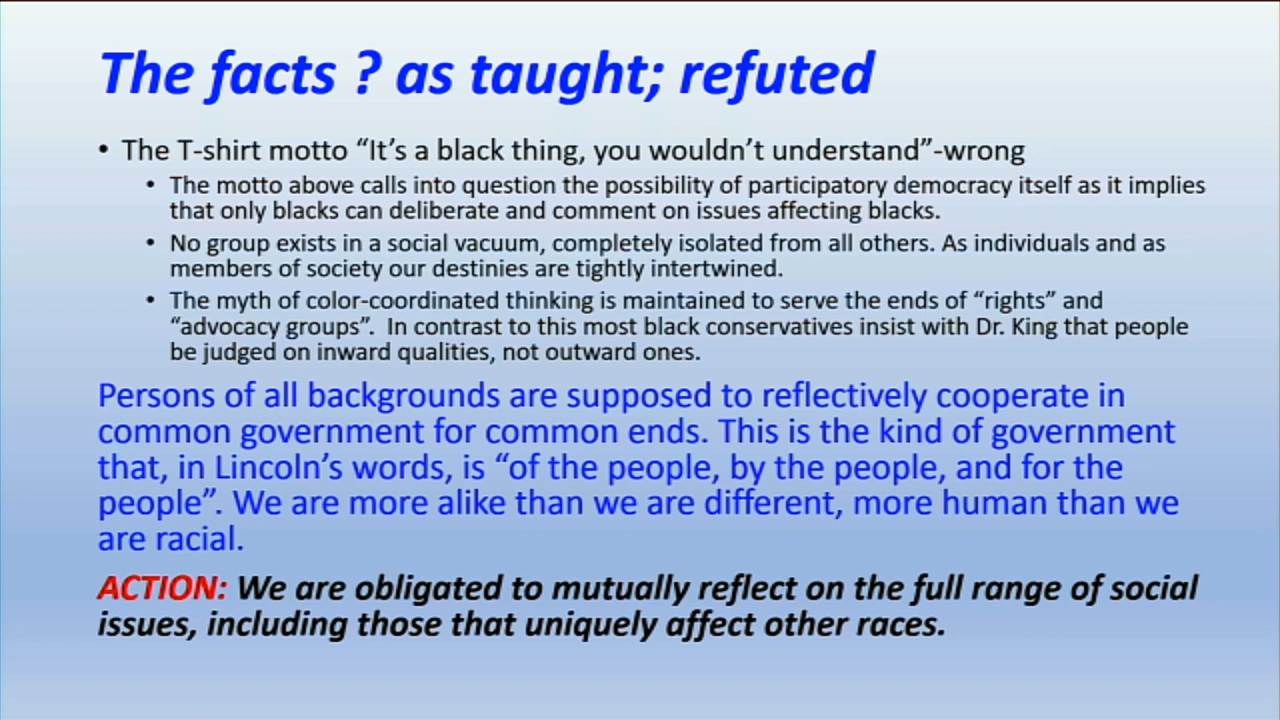 The facts ? as taught; refuted
• The T-shirt motto “It’s a black thing, you wouldn’t understand”-wrong
• The motto above calls into question the possibility of participatory democracy itself as it implies
that only blacks can deliberate and comment on issues affecting blacks.
• No group exists in a social vacuum, completely isolated from all others. As individuals and as
members of society our destinies are tightly intertwined.
• The myth of color-coordinated thinking is maintained to serve the ends of “rights” and
“advocacy groups”.  In contrast to this most black conservatives insist with Dr. King that people
be judged on inward qualities, not outward ones.
Persons of all backgrounds are supposed to reflectively cooperate in
common government for common ends. This is the kind of government
that, in Lincoln’s words, is “of the people, by the people, and for the
people”. We are more alike than we are different, more human than we
are racial.
ACTION: We are obligated to mutually reflect on the full range of social
issues, including those that uniquely affect other races.